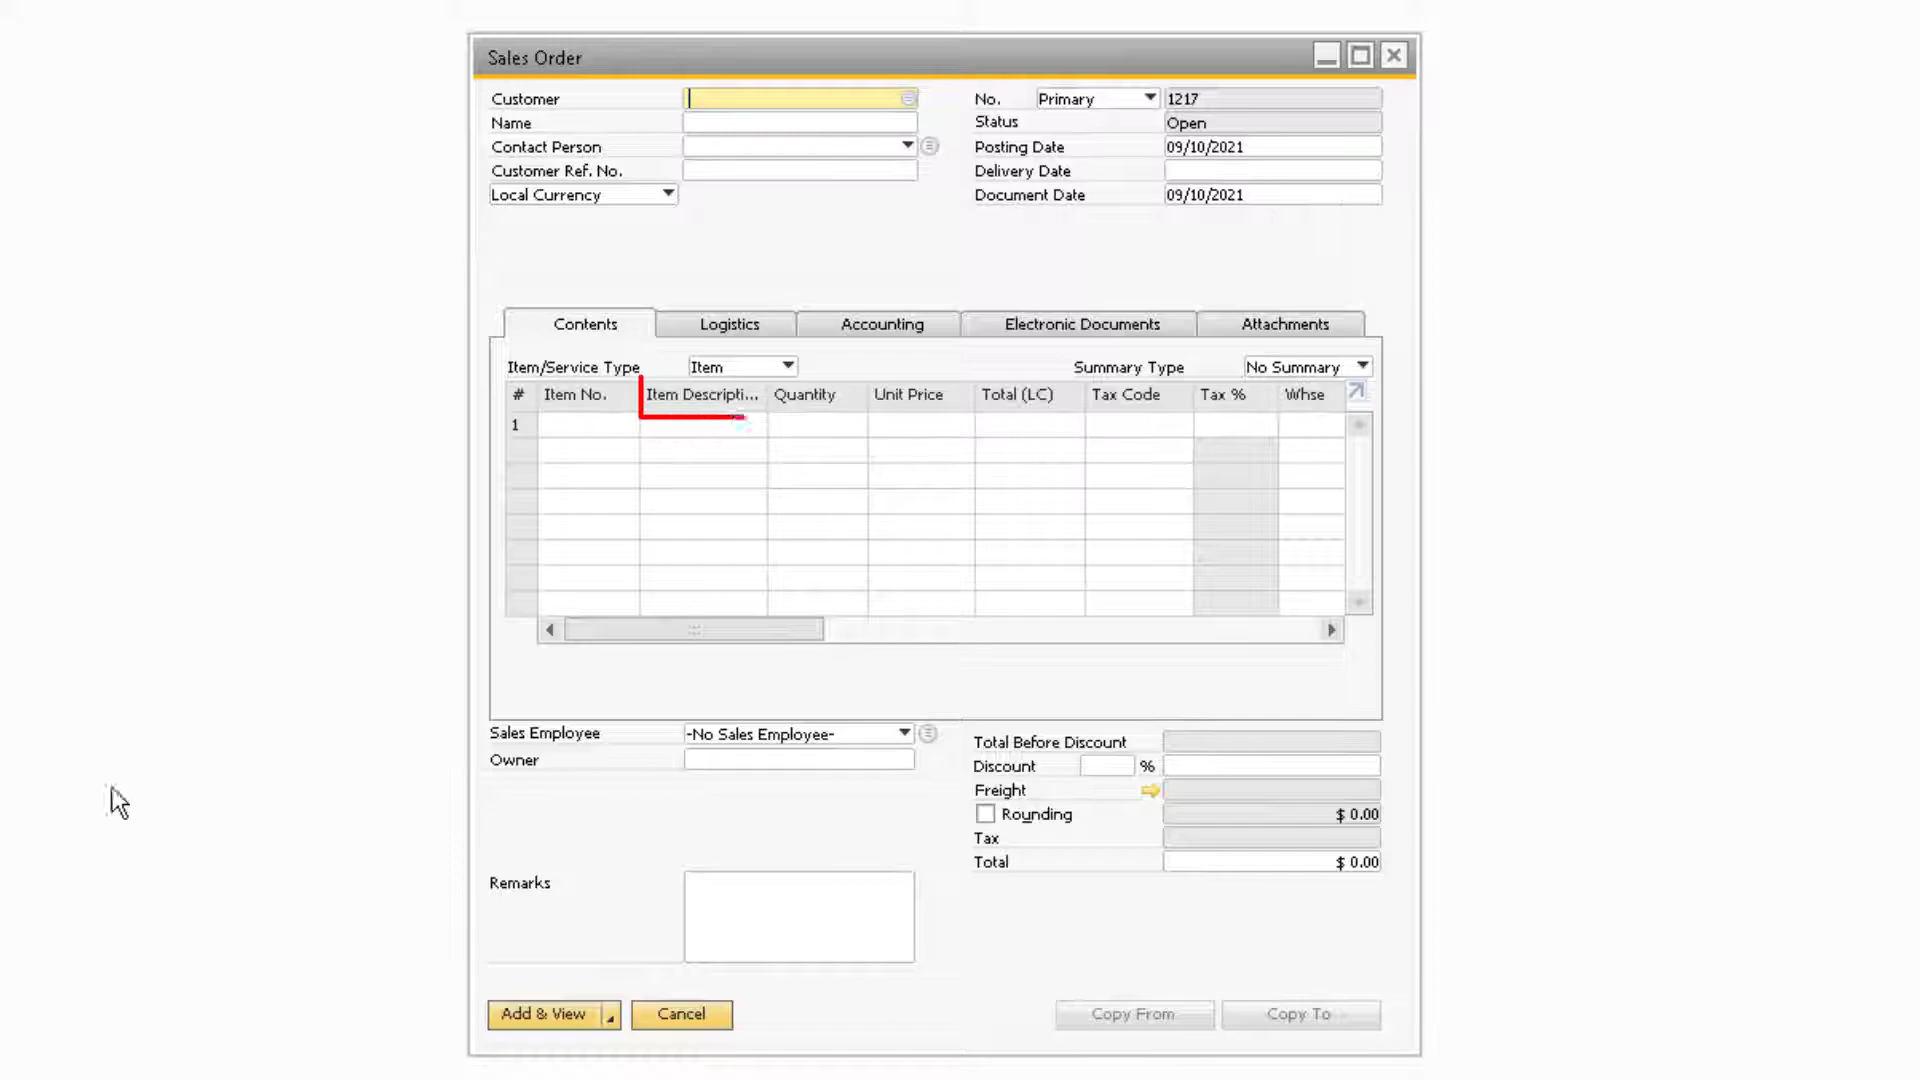 Sales Order
Customer
No. Primary 1217
Name
Status Open
Contact Person
Posting Date 09/10/2021
Customer Ref. No.
Delivery Date
Local Currency
Document Date 09/10/2021
Contents Logistics Accounting Electronic Documents Attachments
Item/Service Type Item Summary Type No Summary
# Item No. Item Descripti... Quantity Unit Price Total (LC) Tax Code Tax % Whse
1
Sales Employee -No Sales Employee-
Owner
Total Before Discount
Discount %
Freight
Rounding $ 0.00
Tax
Total $ 0.00
Remarks
Add & View Cancel Copy From Copy To